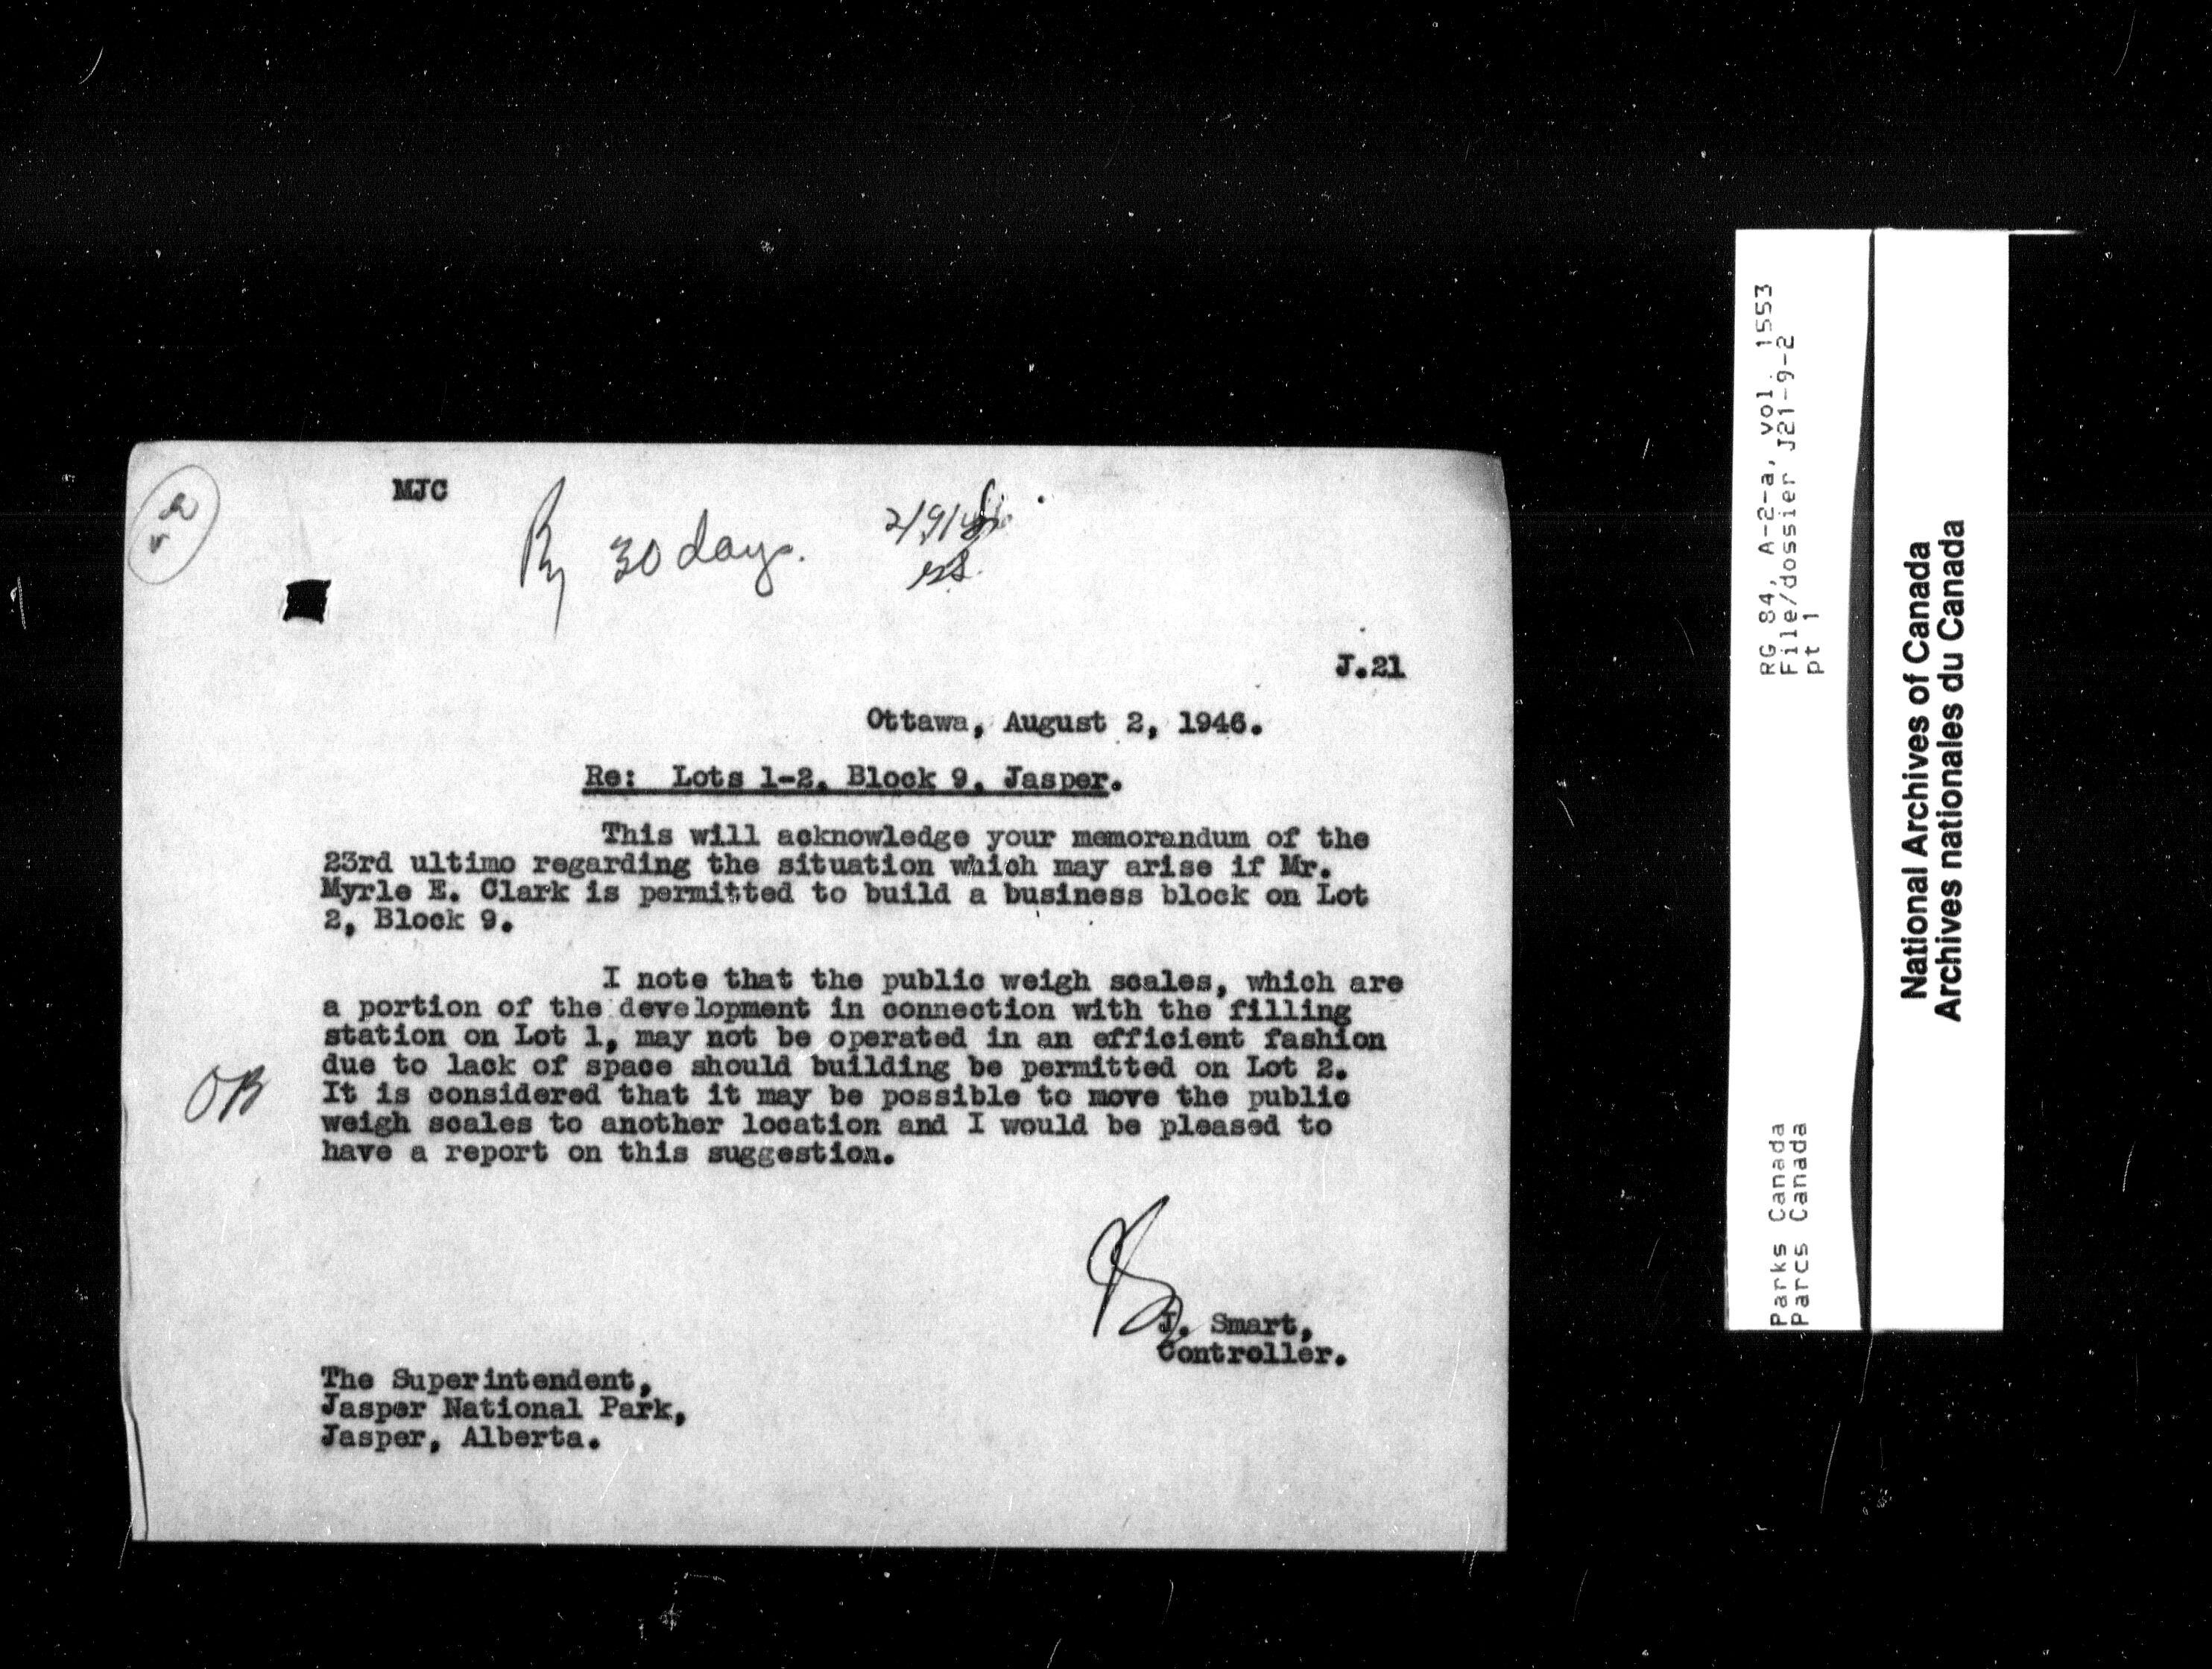 MJC
30 days.
J.21
Ottawa, August 2, 1946.
Re: Lots 1-2, Block 9, Jasper.
This will acknowledge your memorandum of the
23rd ultimo regarding the situation which may arise if Mr.
Myrle E. Clark is permitted to build a business block on Lot
2, Block 9.
I note that the public weigh scales, which are
a portion of the development in connection with the filling
station on Lot 1, may not be operated in an efficient fashion
due to lack of space should building be permitted on Lot 2.
It is considered that it may be possible to move the public
weigh scales to another location and I would be pleased to
have a report on this suggestion.
OB
J. Smart,
Controller.
The Superintendent,
Jasper National Park,
Jasper, Alberta.
RG 84, A-2-a, vol. 1553
File/dossier J21-9-2
pt 1
Parks Canada
Parcs Canada
National Archives of Canada
Archives nationales du Canada